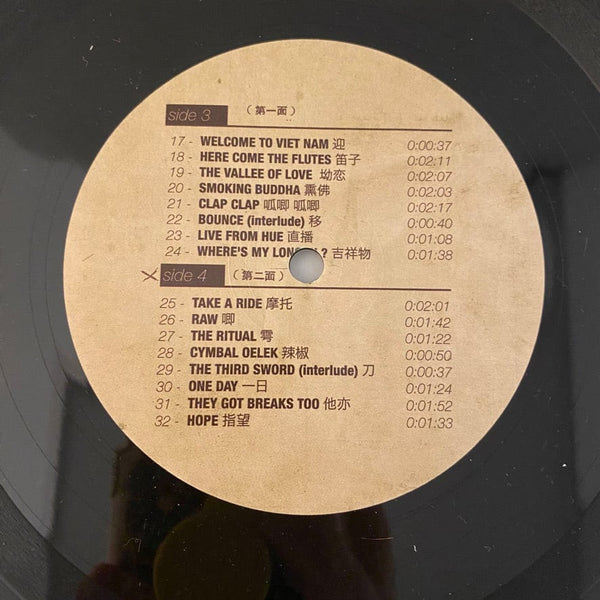 side 3 (第一面)
17 - WELCOME TO VIET NAM 迎 0:00:37
18 - HERE COME THE FLUTES 笛子 0:02:11
19 - THE VALLEE OF LOVE 坳恋 0:02:07
20 - SMOKING BUDDHA 熏佛 0:02:03
21 - CLAP CLAP 呱唧 呱唧 0:02:17
22 - BOUNCE (interlude) 移 0:00:40
23 - LIVE FROM HUE 直播 0:01:08
24 - WHERE'S MY ? 吉祥物 0:01:38
side 4 (第二面)
25 - TAKE A RIDE 摩托 0:02:01
26 - RAW 唧 0:01:42
27 - THE RITUAL 雩 0:01:22
28 - CYMBAL OELEK 辣椒 0:00:50
29 - THE THIRD SWORD (interlude) 刀 0:00:37
30 - ONE DAY 一日 0:01:24
31 - THEY GOT BREAKS TOO 他亦 0:01:52
32 - HOPE 指望 0:01:33